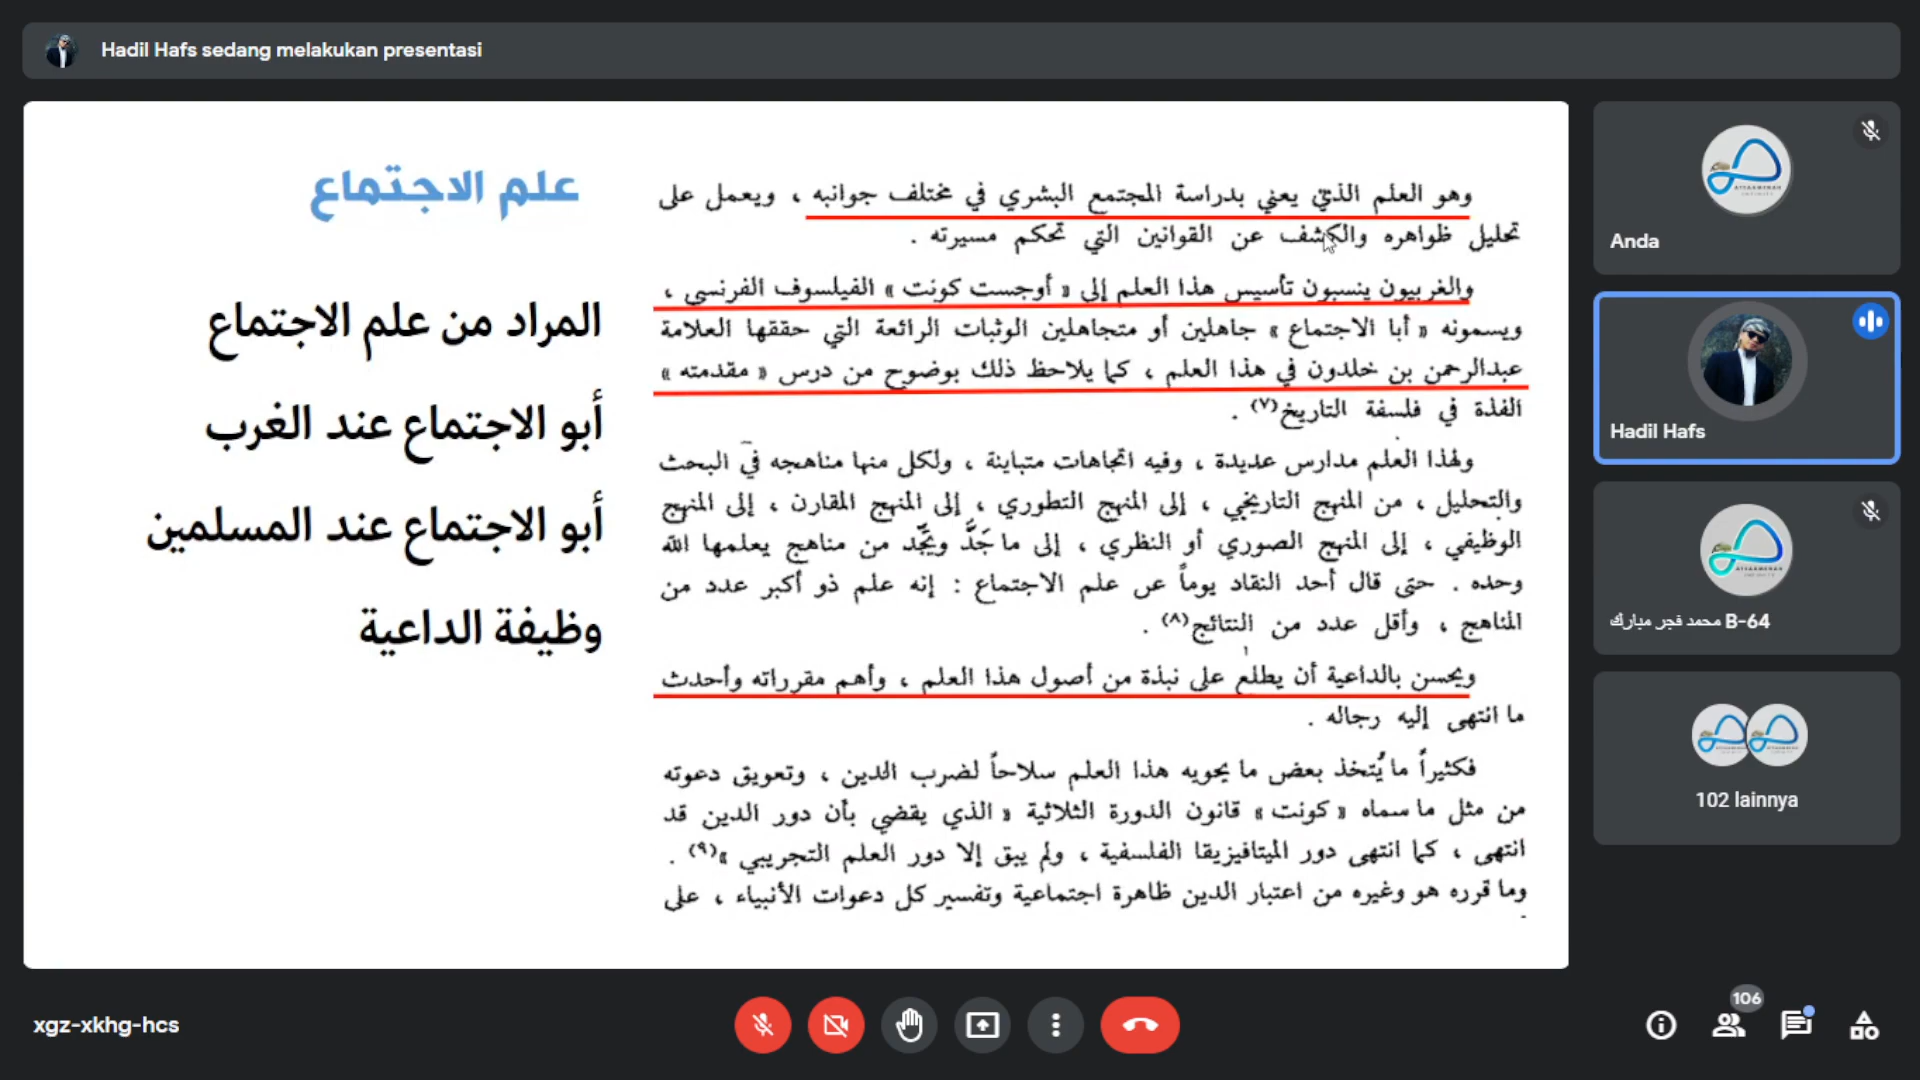 Hadil Hafs sedang melakukan presentasi
علم الاجتماع
المراد من علم الاجتماع
أبو الاجتماع عند الغرب
أبو الاجتماع عند المسلمين
وظيفة الداعية
وهو العلم الذي يعني بدراسة المجتمع البشري في مختلف جوانبه ، ويعمل على
تحليل ظواهره والكشف عن القوانين التي تحكم مسيرته .
والغربيون ينسبون تأسيس هذا العلم إلى « أوجست كونت » الفيلسوف الفرنسي ،
ويسمونه « أبا الاجتماع » جاهلين أو متجاهلين الوثبات الرائعة التي حققها العلامة
عبدالرحمن بن خلدون في هذا العلم ، كما يلاحظ ذلك بوضوح من درس « مقدمته »
الفذة في فلسفة التاريخ(٧) .
ولهذا العلم مدارس عديدة ، وفيه اتجاهات متباينة ، ولكل منها مناهجه في البحث
والتحليل ، من المنهج التاريخي ، إلى المنهج التطوري ، إلى المنهج المقارن ، إلى المنهج
الوظيفي ، إلى المنهج الصوري أو النظري ، إلى ما جَدَّ ويَجَّد من مناهج يعلمها الله
وحده . حتى قال أحد النقاد يوماً عن علم الاجتماع : إنه علم ذو أكبر عدد من
المناهج ، وأقل عدد من النتائج(٨) .
ويحسن بالداعية أن يطلع على نبذة من أصول هذا العلم ، وأهم مقرراته وأحدث
ما انتهى إليه رجاله .
فكثيراً ما يُتخذ بعض ما يحويه هذا العلم سلاحاً لضرب الدين ، وتعويق دعوته
من مثل ما سماه « كونت » قانون الدورة الثلاثية « الذي يقضي بأن دور الدين قد
انتهى ، كما انتهى دور الميتافيزيقا الفلسفية ، ولم يبق إلا دور العلم التجريبي »(٩) .
وما قرره هو وغيره من اعتبار الدين ظاهرة اجتماعية وتفسير كل دعوات الأنبياء ، على
Anda
Hadil Hafs
محمد فجر مبارك B-64
102 lainnya
xgz-xkhg-hcs
106